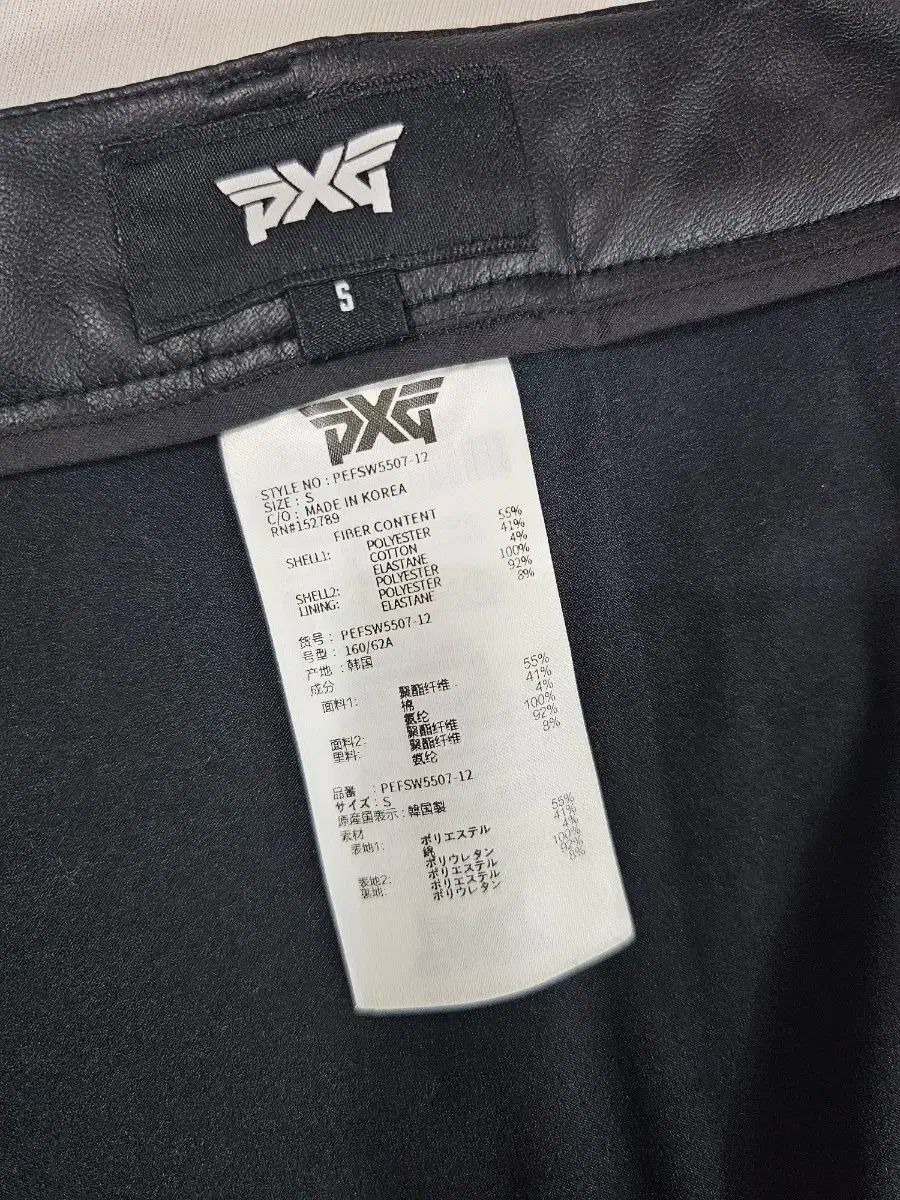 PXG
S
PXG
STYLE NO : PEFSW5507-12
SIZE : S
C/O : MADE IN KOREA
RN#152789
FIBER CONTENT
SHELL1: POLYESTER 55%
COTTON 41%
ELASTANE 4%
SHELL2: POLYESTER 100%
LINING: POLYESTER 92%
ELASTANE 8%
货号 : PEFSW5507-12
号型 : 160/62A
产地 : 韩国
成分
面料1: 聚酯纤维 55%
棉 41%
氨纶 4%
面料2: 聚酯纤维 100%
里料: 聚酯纤维 92%
氨纶 8%
品番 : PEFSW5507-12
サイズ : S
原産国表示 : 韓国製
素材
表地1: ポリエステル 55%
綿 41%
ポリウレタン 4%
表地2: ポリエステル 100%
裏地: ポリエステル 92%
ポリウレタン 8%